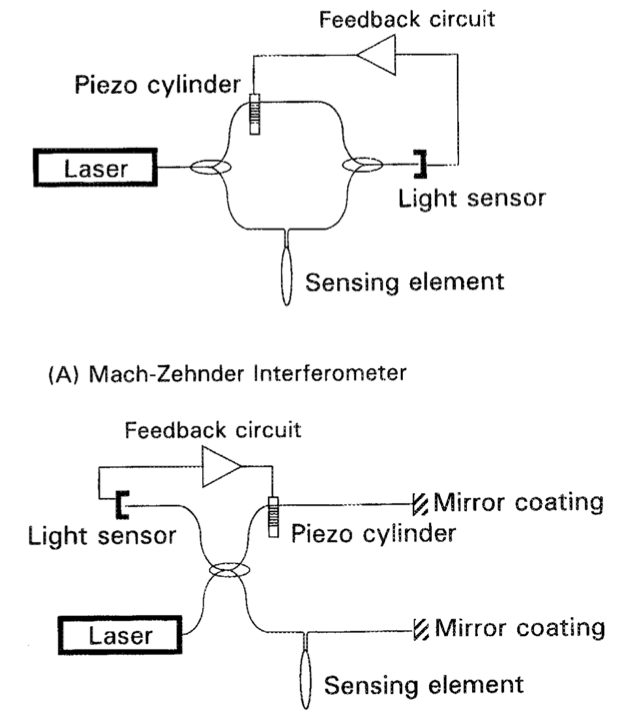 Feedback circuit
Piezo cylinder
Laser
Light sensor
Sensing element
(A) Mach-Zehnder Interferometer
Feedback circuit
Mirror coating
Light sensor
Piezo cylinder
Laser
Mirror coating
Sensing element